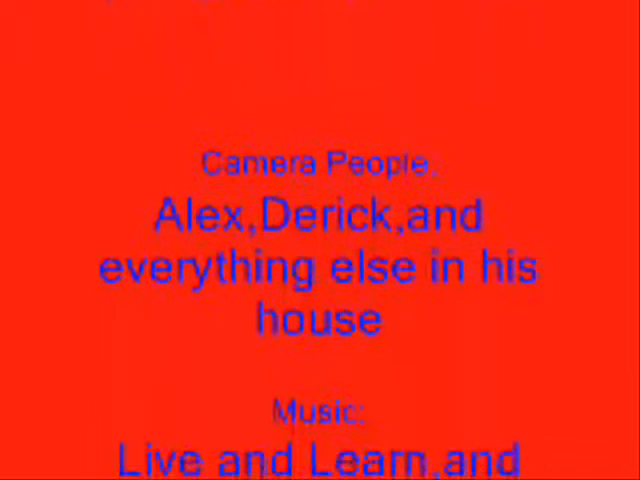 Camera People.
Alex,Derick,and
everything else in his
house
Music:
Live and Learn,and